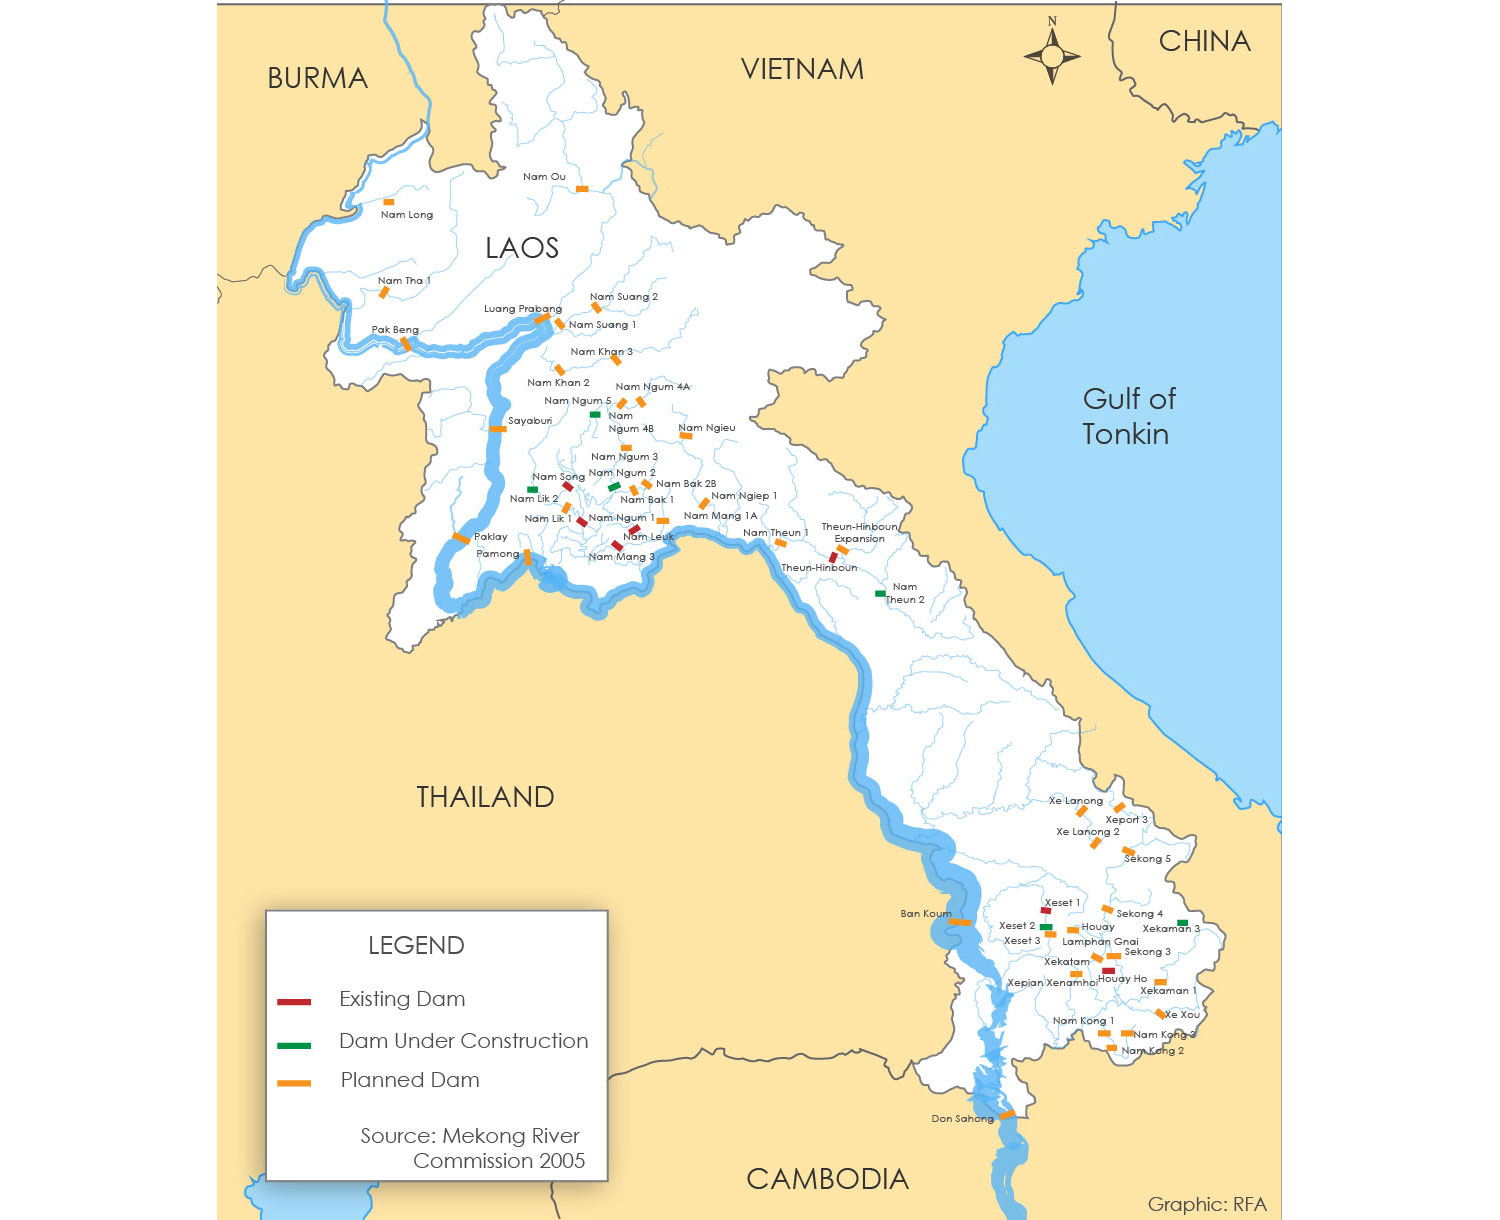 N
CHINA
BURMA
VIETNAM
Nam Ou
Nam Long
LAOS
Nam Tha 1
Nam Suang 2
Luang Prabang
Nam Suang 1
Pak Beng
Nam Khan 3
Nam Khan 2
Nam Ngum 4A
Nam Ngum 5
Nam
Ngum 4B
Sayaburi
Nam Ngieu
Nam Ngum 3
Nam Song
Nam Ngum 2
Nam Bak 2B
Nam Lik 2
Nam Bak 1
Nam Ngiep 1
Nam Lik 1
Nam Ngum 1
Nam Mang 1A
Paklay
Nam Leuk
Nam Theun 1
Theun-Hinboun
Expansion
Pamong
Nam Mang 3
Theun-Hinboun
Nam
Theun 2
Gulf of
Tonkin
THAILAND
Xe Lanong
Xeport 3
Xe Lanong 2
Sekong 5
Xeset 1
Ban Koum
Sekong 4
Xeset 2
Houay
Lamphan Gnai
Xekaman 3
Xeset 3
Sekong 3
Xekatam
Xepian Xenamhoi
Houay Ho
Xekaman 1
Xe Xou
Nam Kong 1
Nam Kong 3
Nam Kong 2
Don Sahong
LEGEND
Existing Dam
Dam Under Construction
Planned Dam
Source: Mekong River
Commission 2005
CAMBODIA
Graphic: RFA